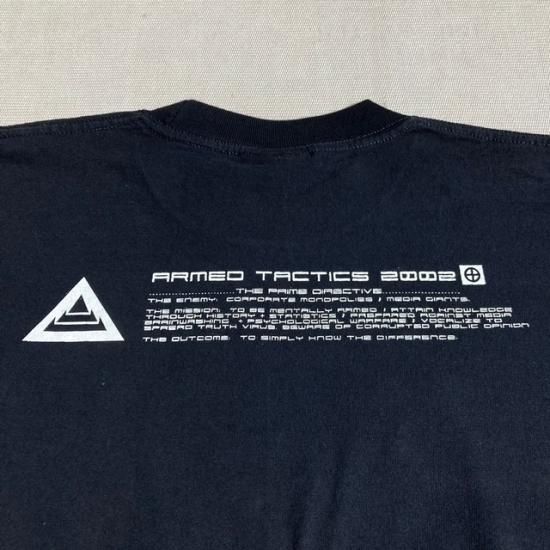 ARMED TACTICS 2002
THE PRIME DIRECTIVE
THE ENEMY: CORPORATE MONOPOLIES / MEDIA GIANTS.
THE MISSION: TO BE MENTALLY ARMED / ATTAIN KNOWLEDGE
THROUGH HISTORY + STATISTICS / PREPARED AGAINST MEDIA
BRAINWASHING + PSYCHOLOGICAL WARFARE / VOCALIZE TO
SPREAD TRUTH VIRUS. BEWARE OF CORRUPTED PUBLIC OPINION
THE OUTCOME: TO SIMPLY KNOW THE DIFFERENCE.